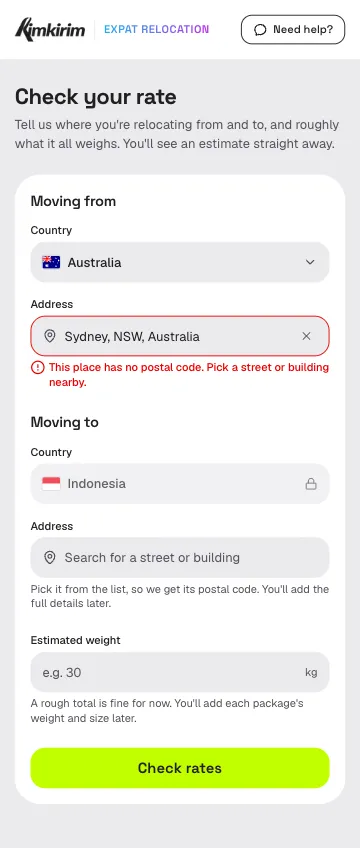 Kimkirim
EXPAT RELOCATION
Need help?
Check your rate
Tell us where you're relocating from and to, and roughly
what it all weighs. You'll see an estimate straight away.
Moving from
Country
Australia
Address
Sydney, NSW, Australia
This place has no postal code. Pick a street or building
nearby.
Moving to
Country
Indonesia
Address
Search for a street or building
Pick it from the list, so we get its postal code. You'll add the
full details later.
Estimated weight
e.g. 30
kg
A rough total is fine for now. You'll add each package's
weight and size later.
Check rates